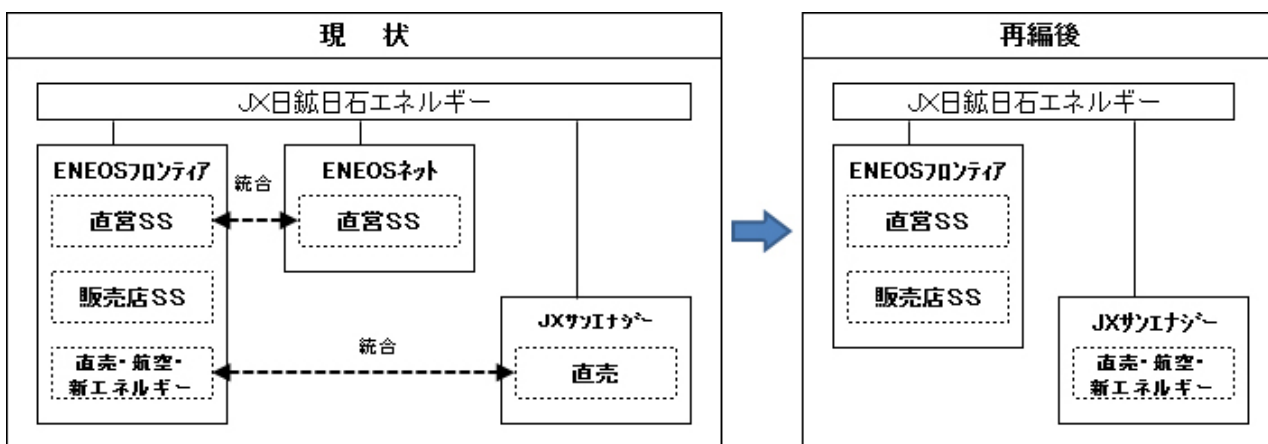 現 状
JX日鉱日石エネルギー
ENEOSフロンティア
直営SS
販売店SS
直売・航空・
新エネルギー
統合
ENEOSネット
直営SS
統合
JXサンエナジー
直売
再編後
JX日鉱日石エネルギー
ENEOSフロンティア
直営SS
販売店SS
JXサンエナジー
直売・航空・
新エネルギー